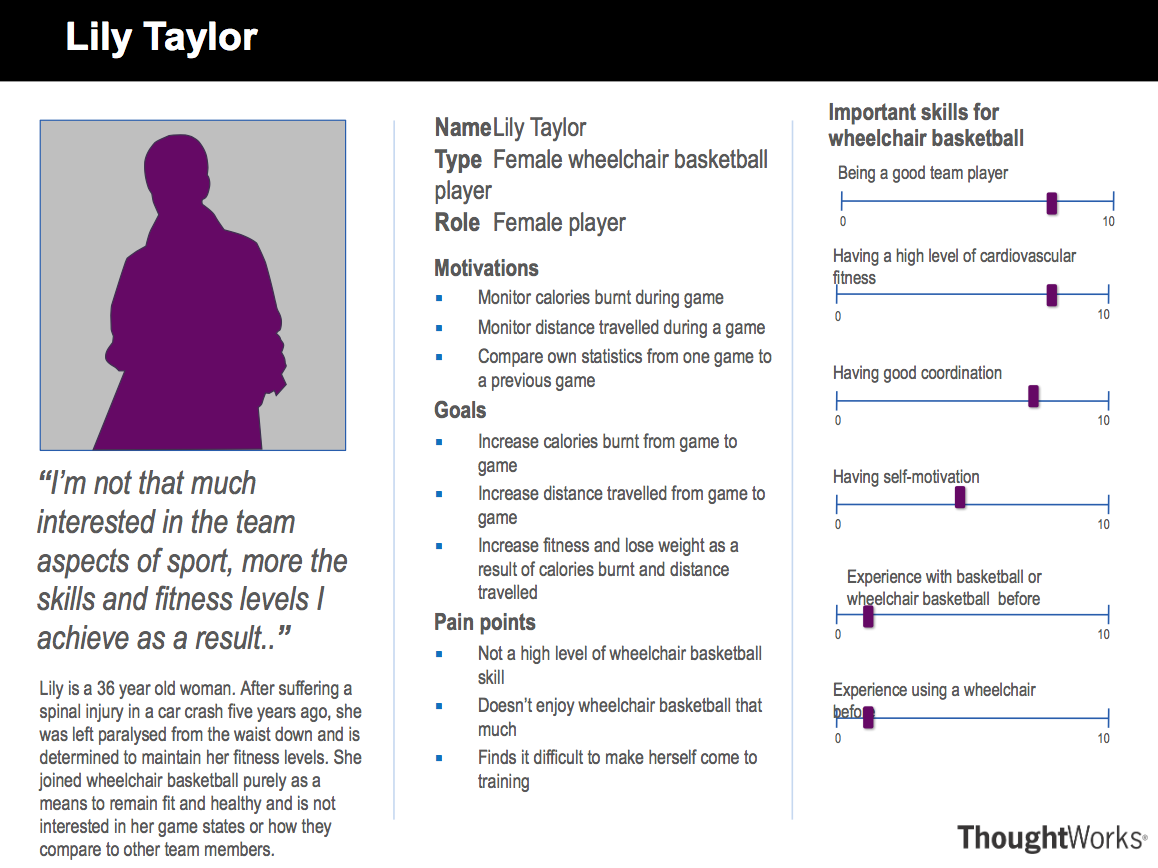 Lily Taylor
“I’m not that much
interested in the team
aspects of sport, more the
skills and fitness levels I
achieve as a result..”
Lily is a 36 year old woman. After suffering a
spinal injury in a car crash five years ago, she
was left paralysed from the waist down and is
determined to maintain her fitness levels. She
joined wheelchair basketball purely as a
means to remain fit and healthy and is not
interested in her game states or how they
compare to other team members.
Name Lily Taylor
Type Female wheelchair basketball
player
Role Female player
Motivations
Monitor calories burnt during game
Monitor distance travelled during a game
Compare own statistics from one game to
a previous game
Goals
Increase calories burnt from game to
game
Increase distance travelled from game to
game
Increase fitness and lose weight as a
result of calories burnt and distance
travelled
Pain points
Not a high level of wheelchair basketball
skill
Doesn’t enjoy wheelchair basketball that
much
Finds it difficult to make herself come to
training
Important skills for
wheelchair basketball
Being a good team player
0 10
Having a high level of cardiovascular
fitness
0 10
Having good coordination
0 10
Having self-motivation
0 10
Experience with basketball or
wheelchair basketball before
0 10
Experience using a wheelchair
before
0 10
ThoughtWorks®